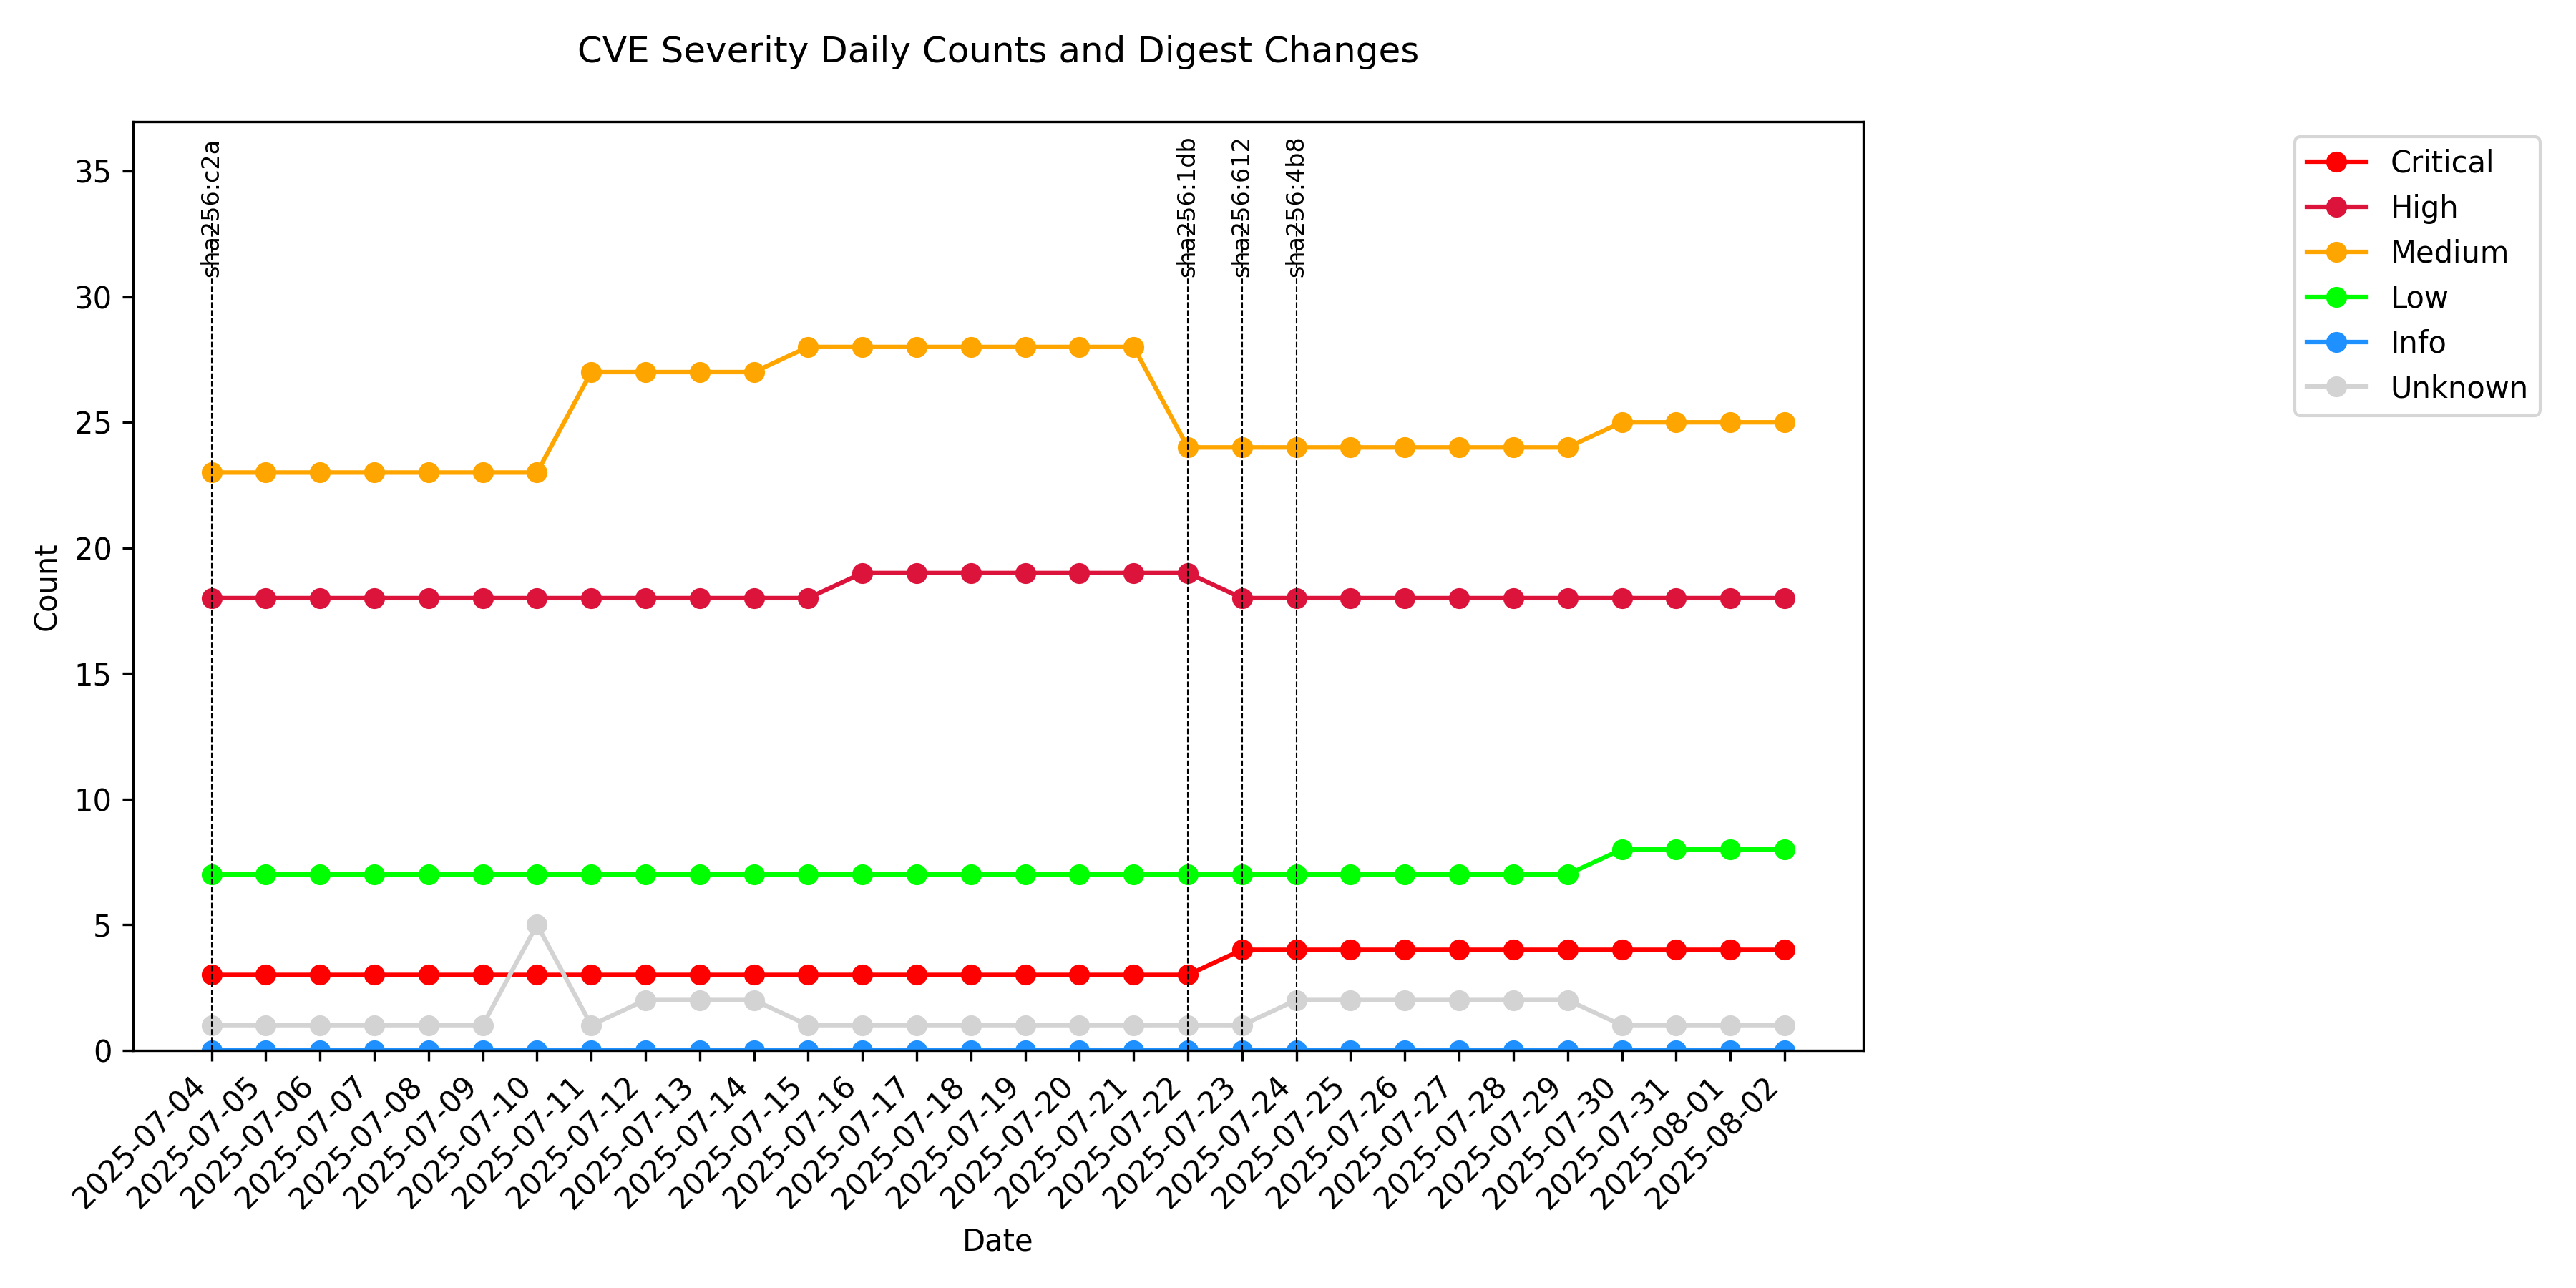 CVE Severity Daily Counts and Digest Changes
sha256:c2a
sha256:1db
sha256:612
sha256:4b8
Critical
High
Medium
Low
Info
Unknown
Count
35
30
25
20
15
10
5
0
2025-07-04
2025-07-05
2025-07-06
2025-07-07
2025-07-08
2025-07-09
2025-07-10
2025-07-11
2025-07-12
2025-07-13
2025-07-14
2025-07-15
2025-07-16
2025-07-17
2025-07-18
2025-07-19
2025-07-20
2025-07-21
2025-07-22
2025-07-23
2025-07-24
2025-07-25
2025-07-26
2025-07-27
2025-07-28
2025-07-29
2025-07-30
2025-07-31
2025-08-01
2025-08-02
Date